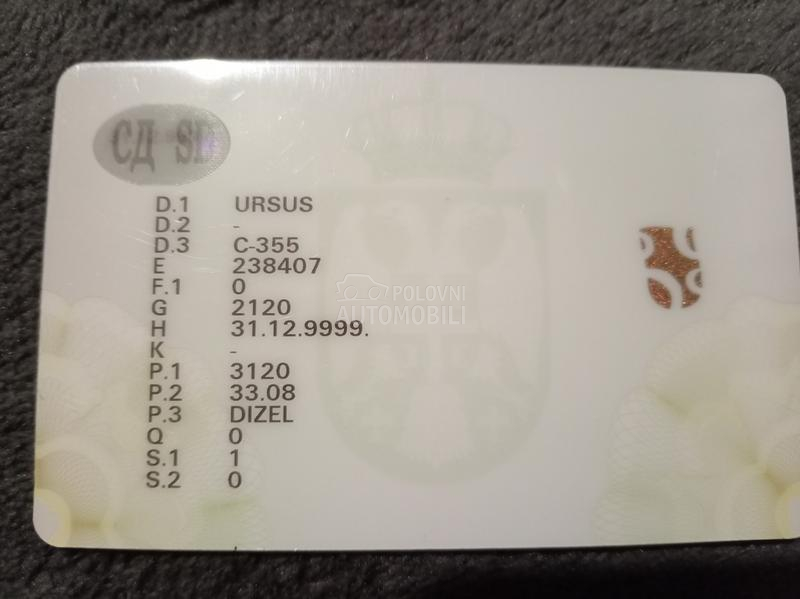 СД SD
D.1 URSUS
D.2 -
D.3 C-355
E 238407
F.1 0
G 2120
H 31.12.9999.
K -
P.1 3120
P.2 33.08
P.3 DIZEL
Q 0
S.1 1
S.2 0
POLOVNI
AUTOMOBILI